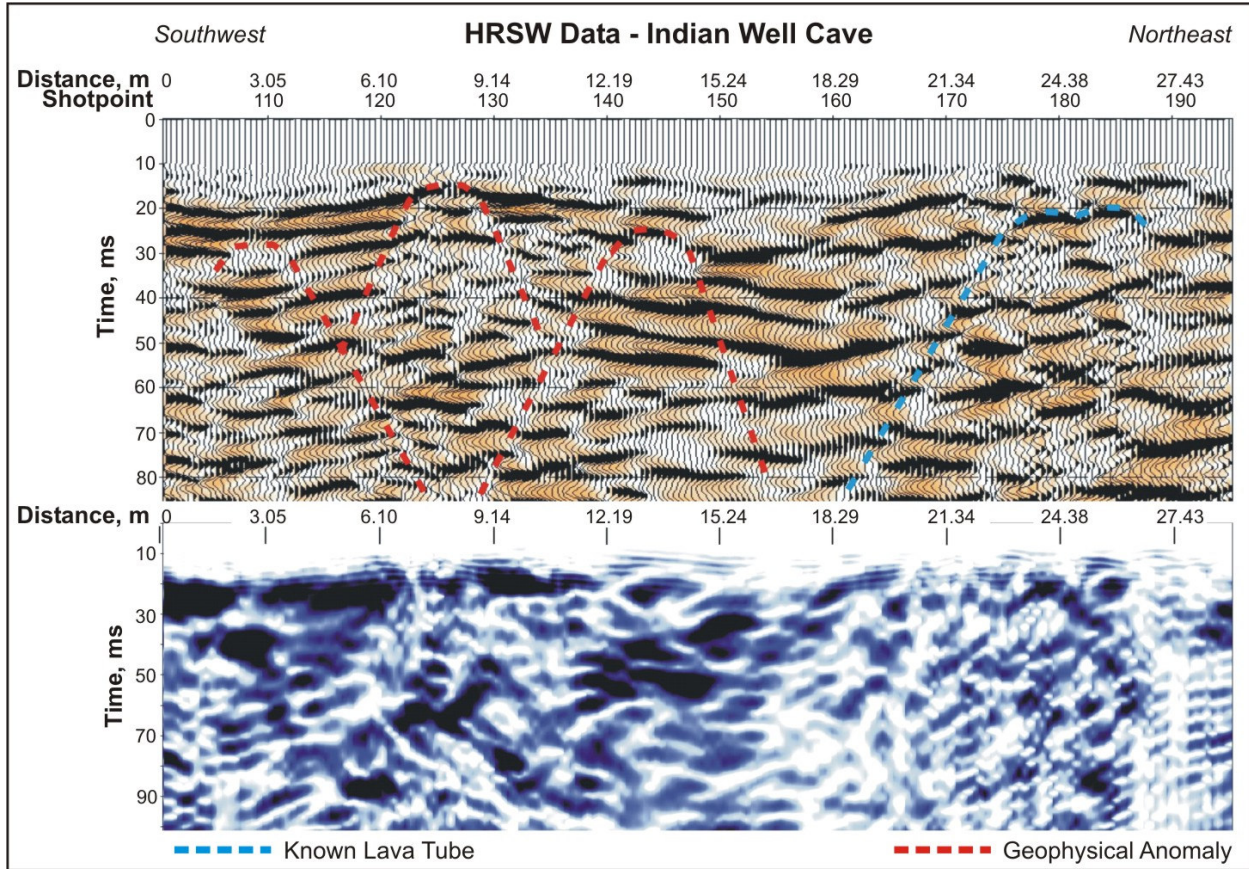 Southwest HRSW Data - Indian Well Cave Northeast
Distance, m 0 3.05 6.10 9.14 12.19 15.24 18.29 21.34 24.38 27.43
Shotpoint 110 120 130 140 150 160 170 180 190
0
10
20
30
40
50
60
70
80
Time, ms
Distance, m 0 3.05 6.10 9.14 12.19 15.24 18.29 21.34 24.38 27.43
10
30
50
70
90
Time, ms
Known Lava Tube Geophysical Anomaly